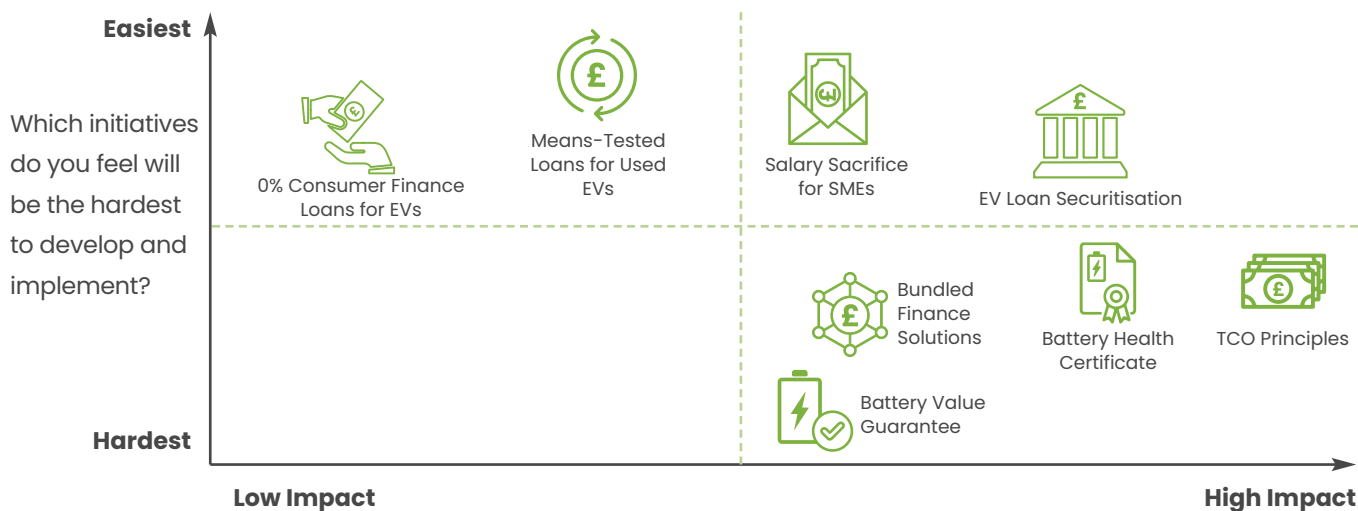 Easiest
Which initiatives
do you feel will
be the hardest
to develop and
implement?
Hardest
£
0% Consumer Finance
Loans for EVs
£
Means-Tested
Loans for Used
EVs
£
Salary Sacrifice
for SMEs
£
EV Loan Securitisation
£
Bundled
Finance
Solutions
Battery Health
Certificate
£
TCO Principles
Battery Value
Guarantee
Low Impact
High Impact